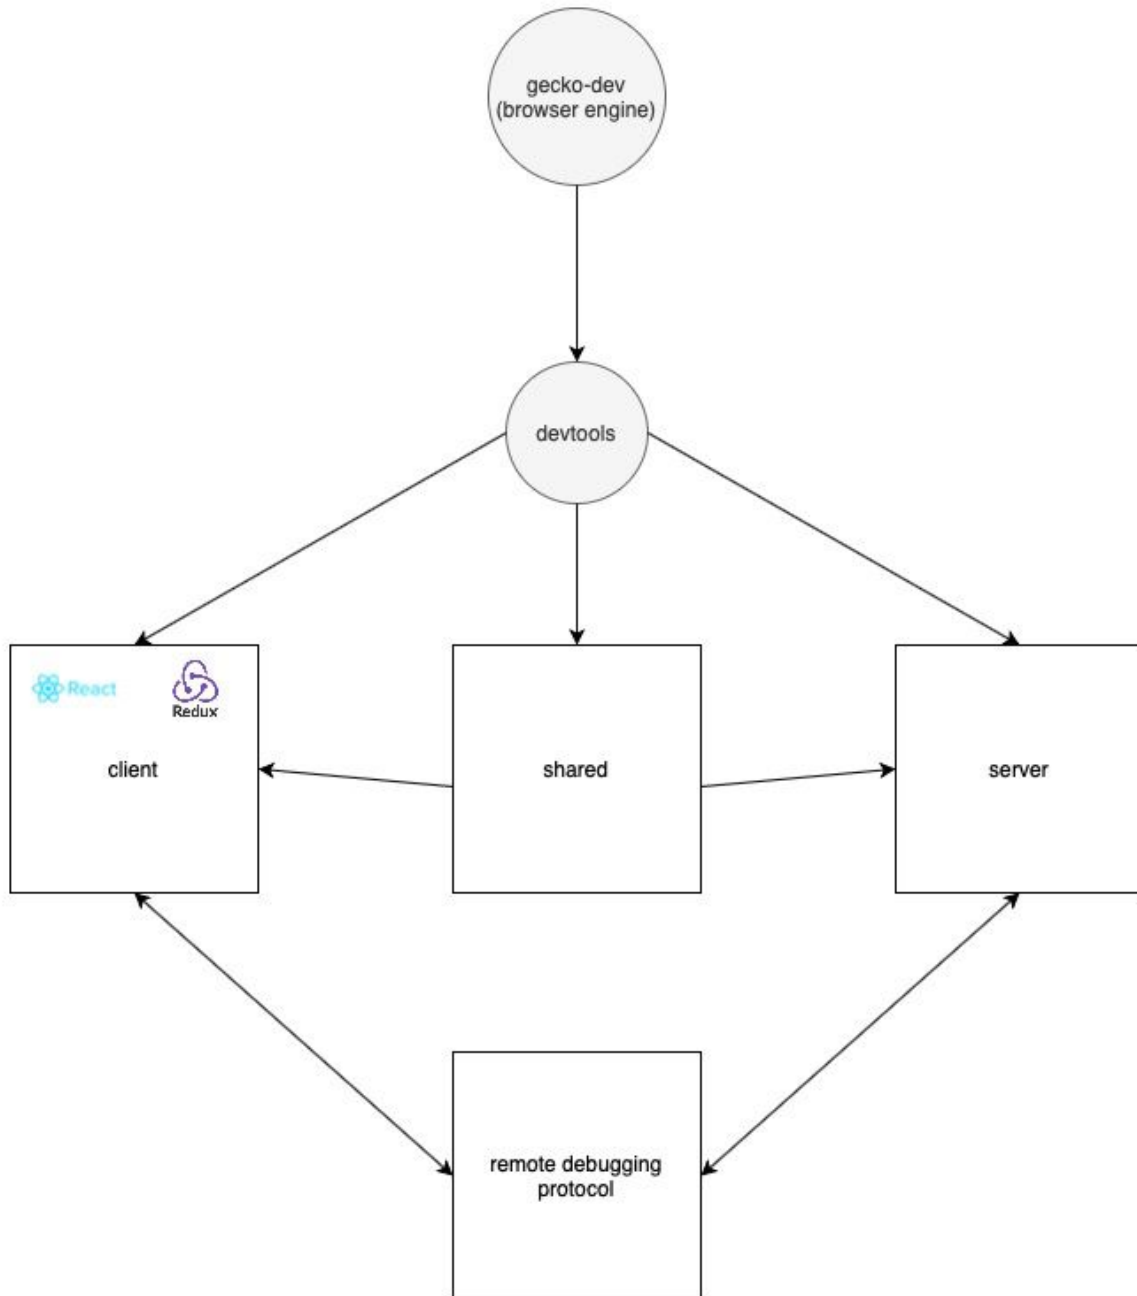 gecko-dev
(browser engine)
devtools
React
Redux
client
shared
server
remote debugging
protocol